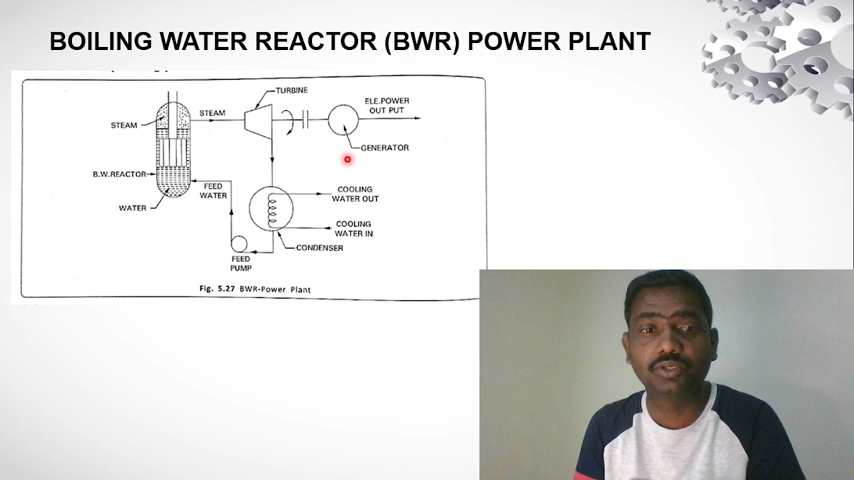 BOILING WATER REACTOR (BWR) POWER PLANT
TURBINE
STEAM
ELE.POWER
OUT PUT
STEAM
GENERATOR
B.W.REACTOR
FEED
WATER
COOLING
WATER OUT
WATER
COOLING
WATER IN
CONDENSER
FEED
PUMP
Fig. 5.27 BWR-Power Plant